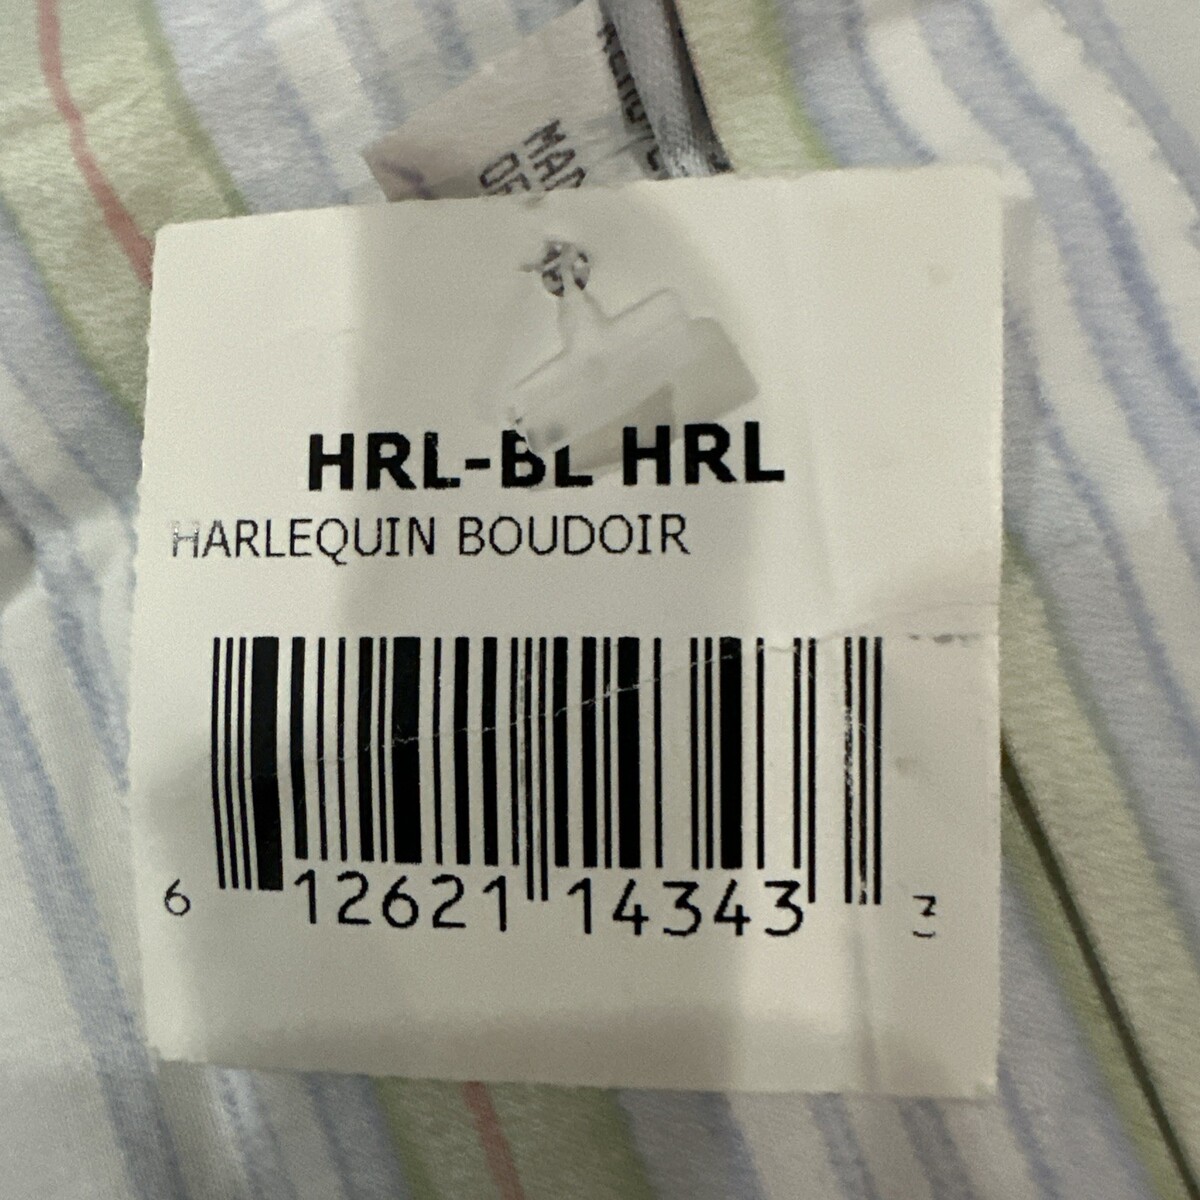 HRL-BL HRL
HARLEQUIN BOUDOIR
6 12621 14343 3